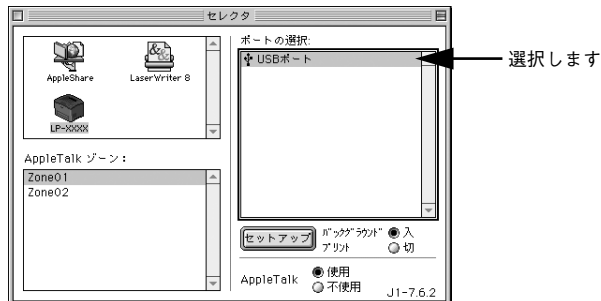 セレクタ
AppleShare
LaserWriter 8
LP-XXXX
AppleTalk ゾーン：
Zone01
Zone02
ポートの選択:
USBポート
選択します
セットアップ
バックグラウンド
プリント
入
切
AppleTalk
使用
不使用
J1-7.6.2